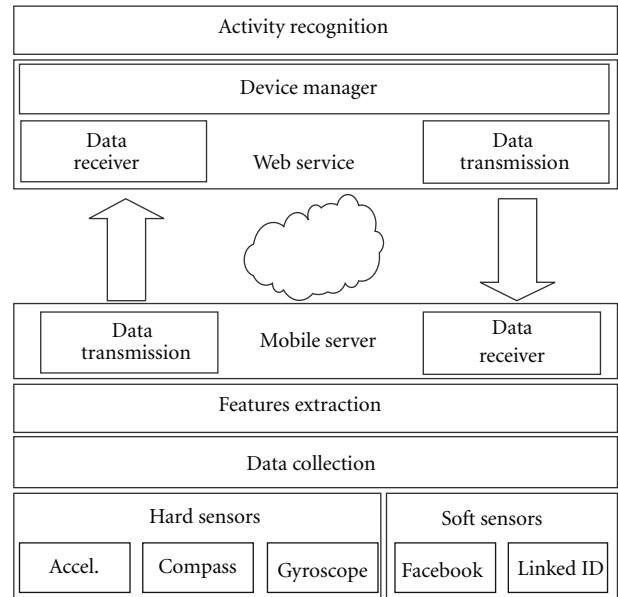 Activity recognition
Device manager
Data
receiver
Web service
Data
transmission
Data
transmission
Mobile server
Data
receiver
Features extraction
Data collection
Hard sensors
Soft sensors
Accel.
Compass
Gyroscope
Facebook
Linked ID